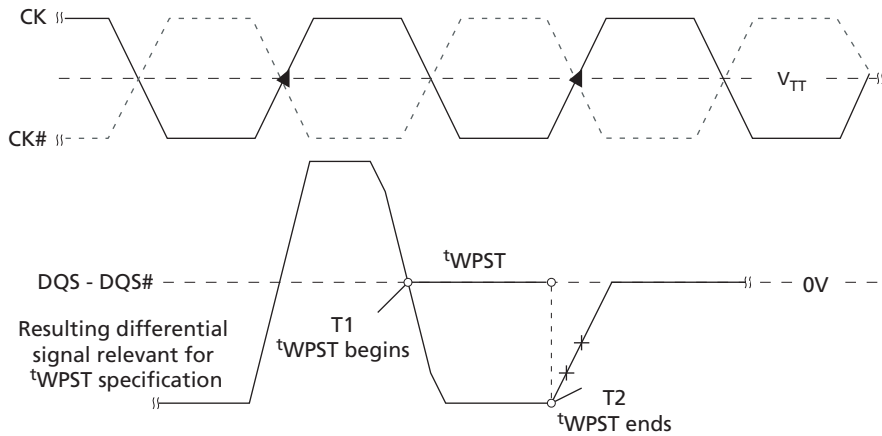 CK
V_TT
CK#
tWPST
DQS - DQS#
0V
T1
tWPST begins
Resulting differential
signal relevant for
tWPST specification
T2
tWPST ends